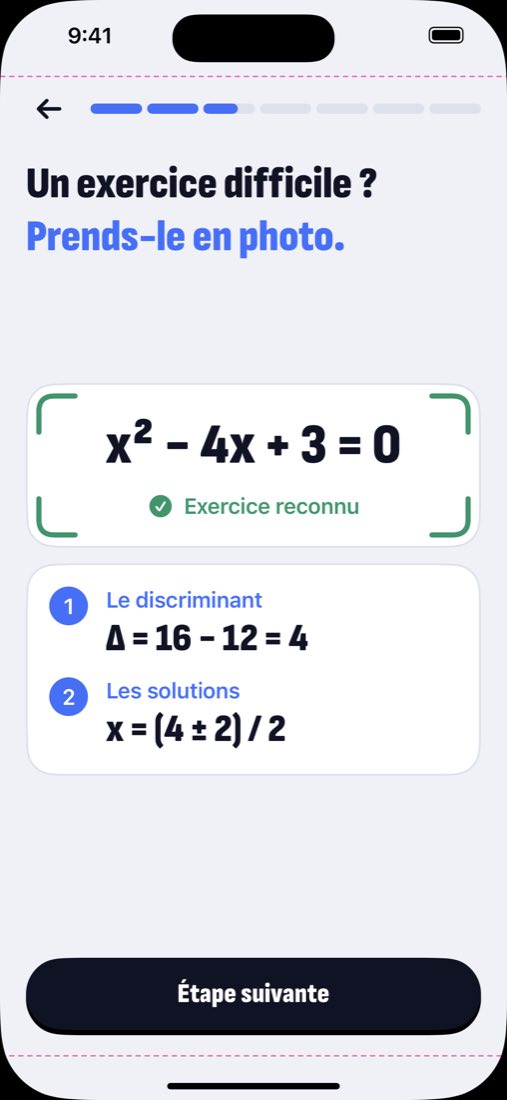 9:41
Un exercice difficile ?
Prends-le en photo.
x² − 4x + 3 = 0
Exercice reconnu
1 Le discriminant
Δ = 16 − 12 = 4
2 Les solutions
x = (4 ± 2) / 2
Étape suivante